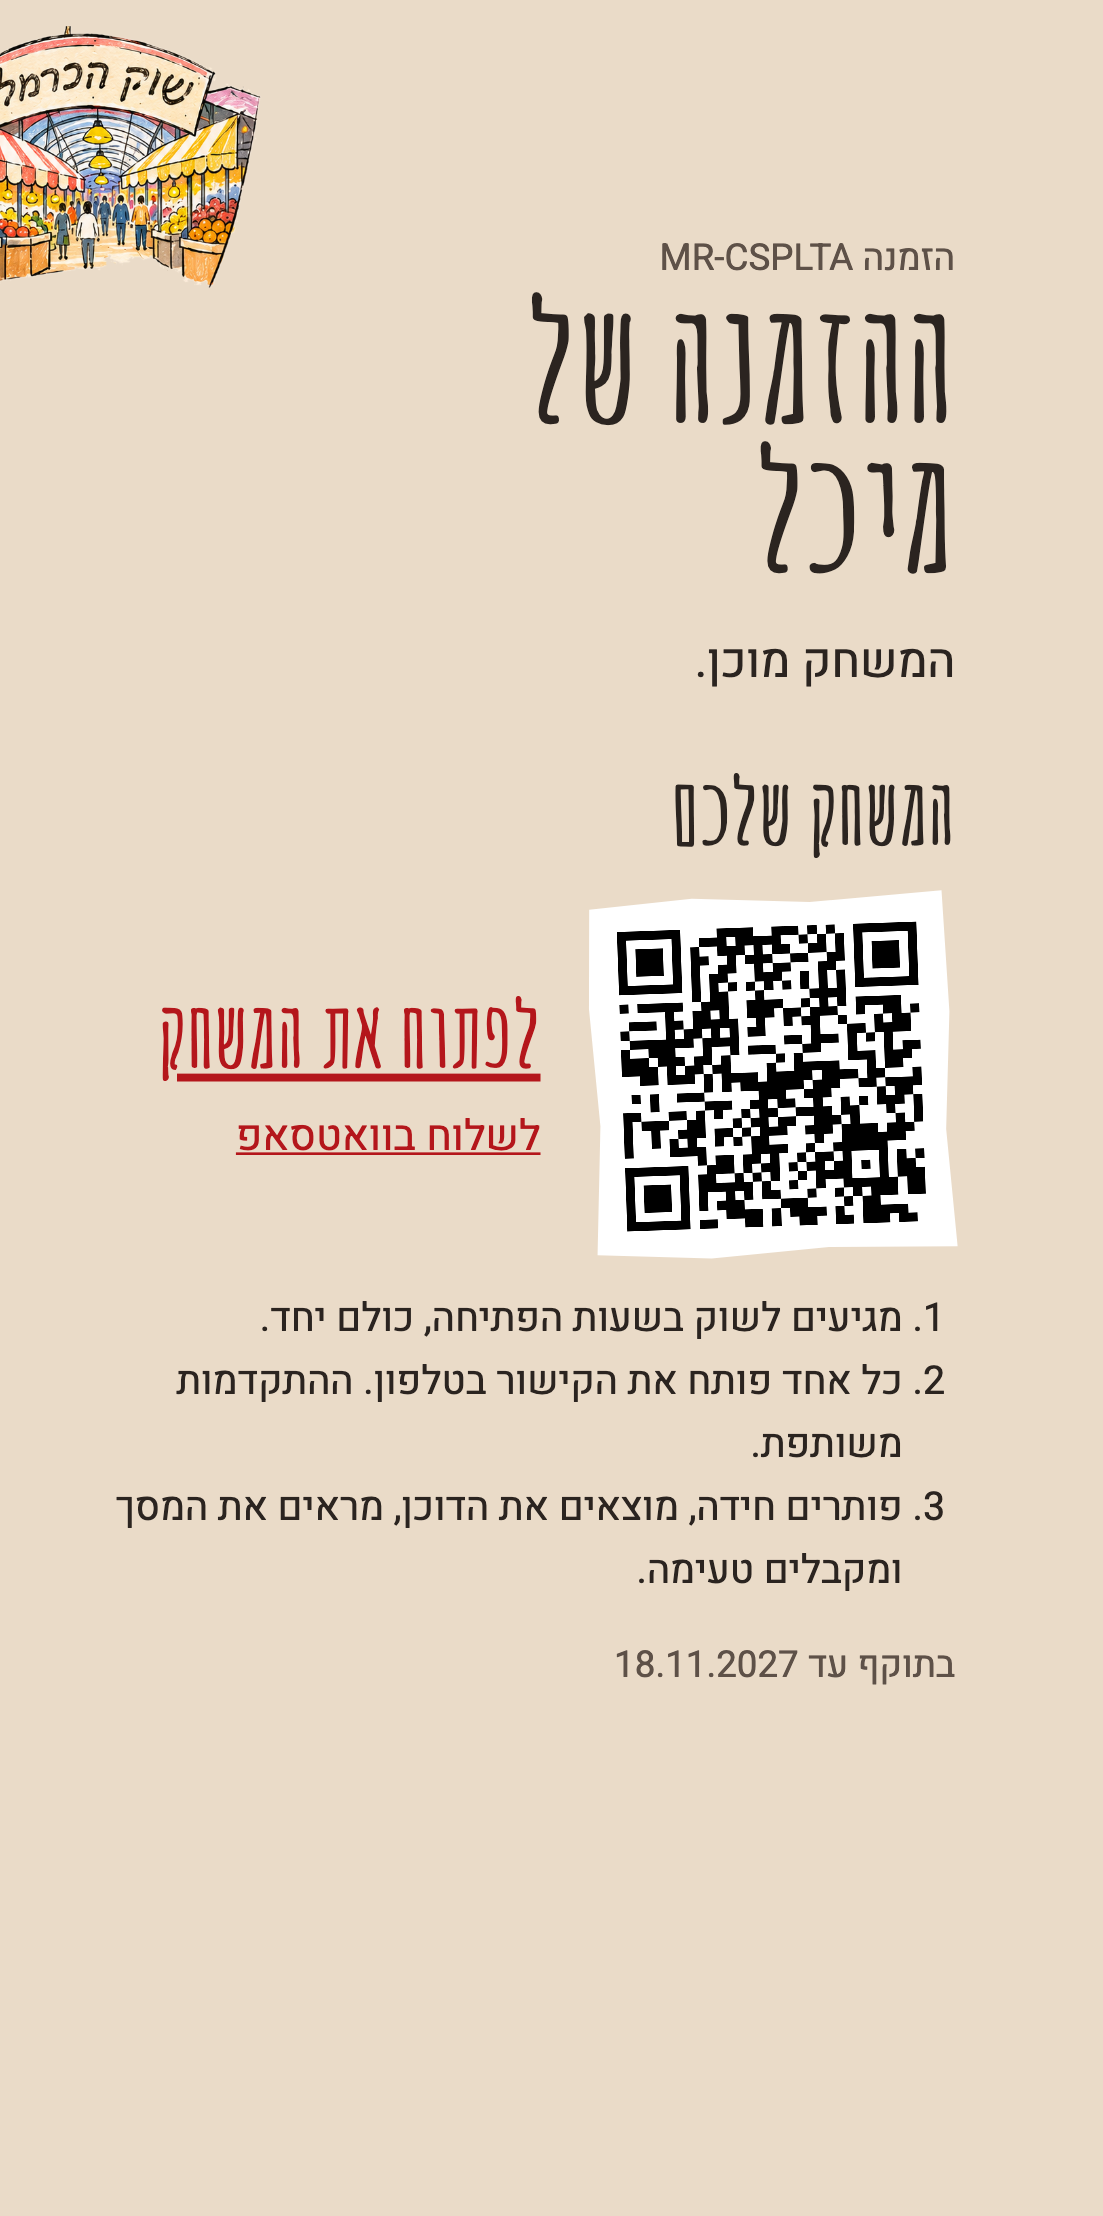 שוק הכרמל
הזמנה MR-CSPLTA
ההזמנה של
מיכל
המשחק מוכן.
המשחק שלכם
לפתוח את המשחק
לשלוח בוואטסאפ
1. מגיעים לשוק בשעות הפתיחה, כולם יחד.
2. כל אחד פותח את הקישור בטלפון. ההתקדמות
משותפת.
3. פותרים חידה, מוצאים את הדוכן, מראים את המסך
ומקבלים טעימה.
בתוקף עד 18.11.2027